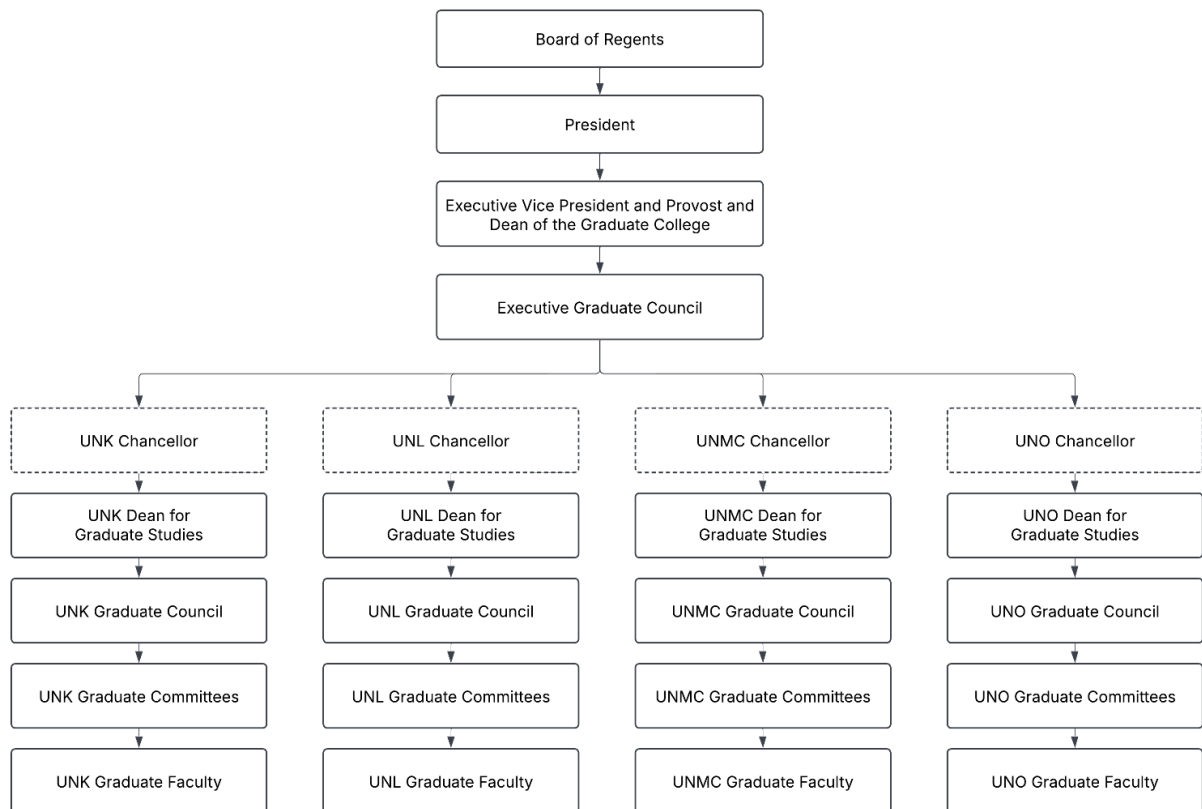 Board of Regents
President
Executive Vice President and Provost and
Dean of the Graduate College
Executive Graduate Council
UNK Chancellor
UNL Chancellor
UNMC Chancellor
UNO Chancellor
UNK Dean for
Graduate Studies
UNL Dean for
Graduate Studies
UNMC Dean for
Graduate Studies
UNO Dean for
Graduate Studies
UNK Graduate Council
UNL Graduate Council
UNMC Graduate Council
UNO Graduate Council
UNK Graduate Committees
UNL Graduate Committees
UNMC Graduate Committees
UNO Graduate Committees
UNK Graduate Faculty
UNL Graduate Faculty
UNMC Graduate Faculty
UNO Graduate Faculty